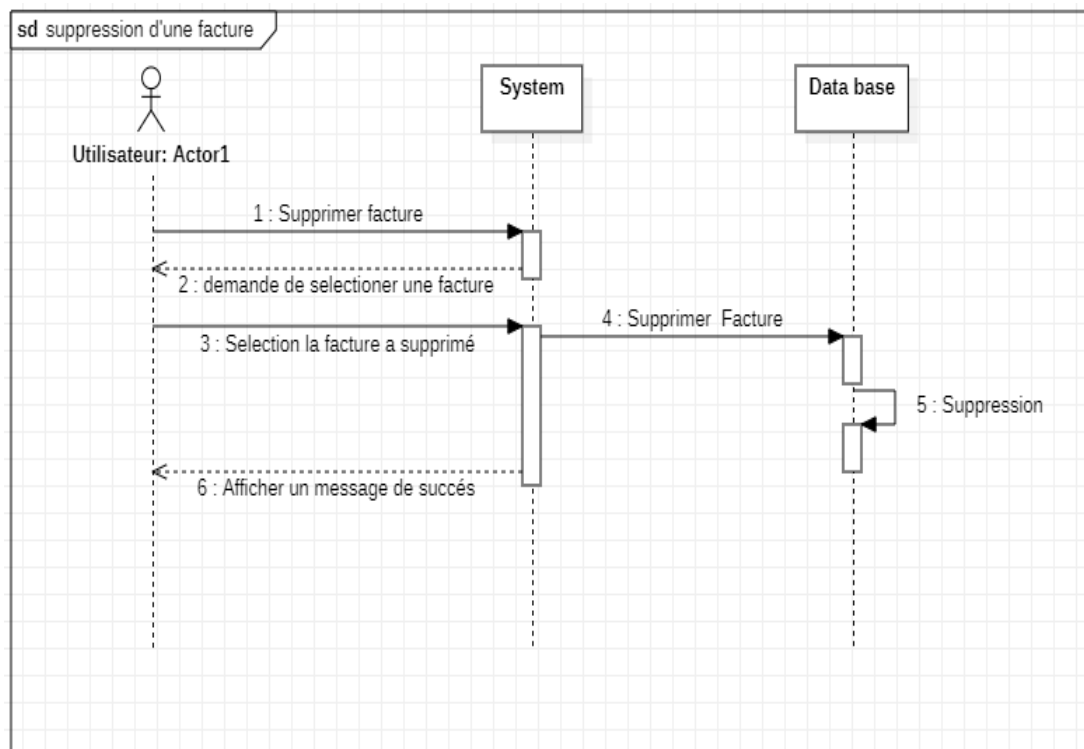 sd suppression d'une facture
System
Data base
Utilisateur: Actor1
1 : Supprimer facture
2 : demande de selectioner une facture
3 : Selection la facture a supprimé
4 : Supprimer Facture
5 : Suppression
6 : Afficher un message de succés